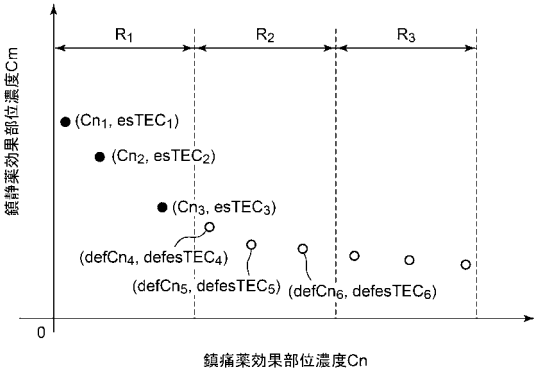 R1
R2
R3
鎮静薬効果部位濃度Cm
(Cn1, esTEC1)
(Cn2, esTEC2)
(Cn3, esTEC3)
(defCn4, defesTEC4)
(defCn5, defesTEC5)
(defCn6, defesTEC6)
0
鎮痛薬効果部位濃度Cn